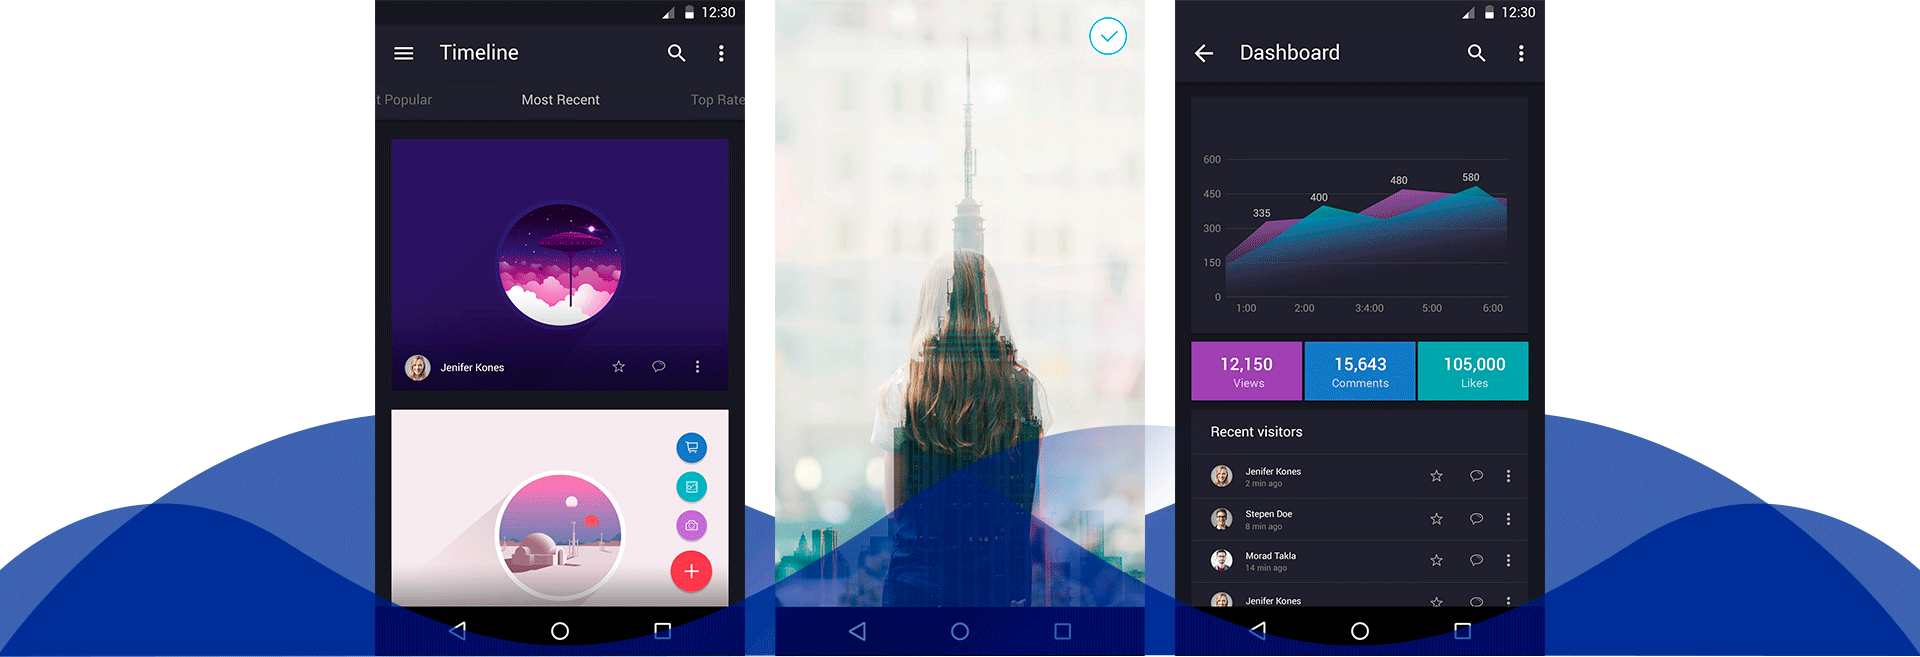 12:30
Timeline
t Popular
Most Recent
Top Rate
Jenifer Kones
12:30
Dashboard
600
450
300
150
0
335
400
480
580
1:00
2:00
3:4:00
5:00
6:00
12,150
Views
15,643
Comments
105,000
Likes
Recent visitors
Jenifer Kones
2 min ago
Stepen Doe
8 min ago
Morad Takla
14 min ago
Jenifer Kones